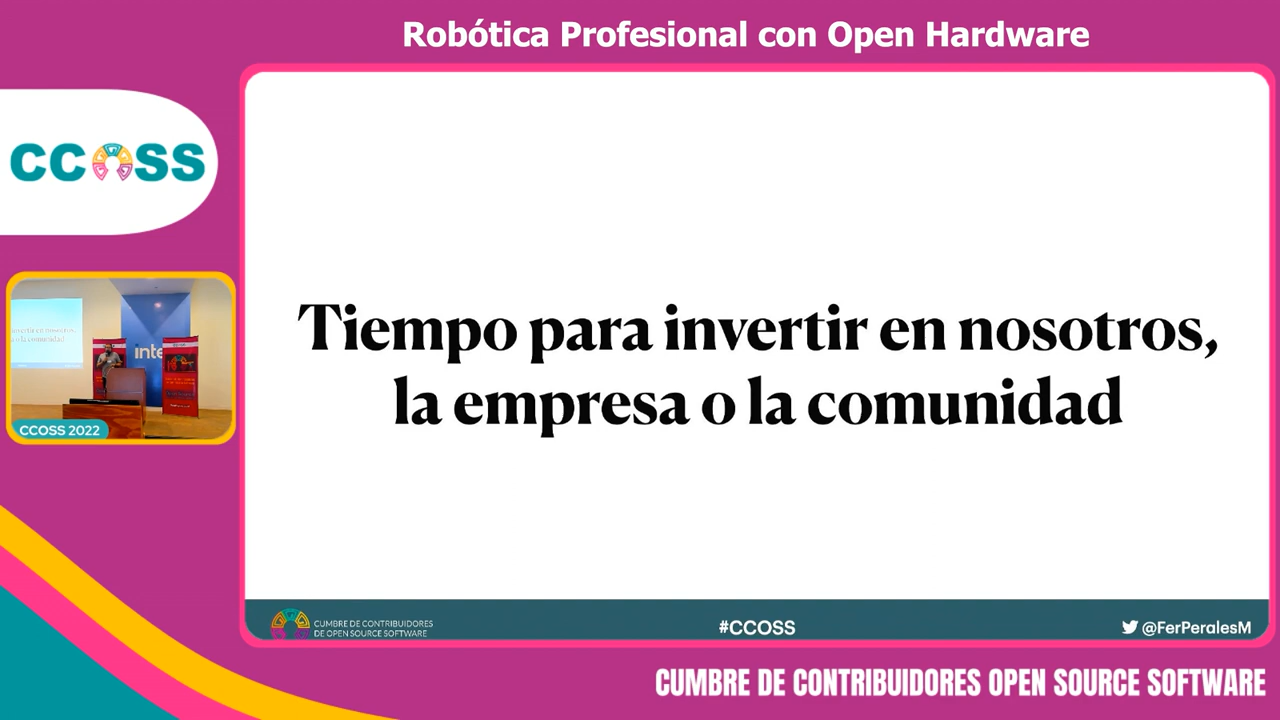 Robótica Profesional con Open Hardware
CCOSS
Tiempo para invertir en nosotros,
la empresa o la comunidad
inte
CCOSS 2022
CUMBRE DE CONTRIBUIDORES
DE OPEN SOURCE SOFTWARE
#CCOSS
@FerPeralesM
CUMBRE DE CONTRIBUIDORES OPEN SOURCE SOFTWARE